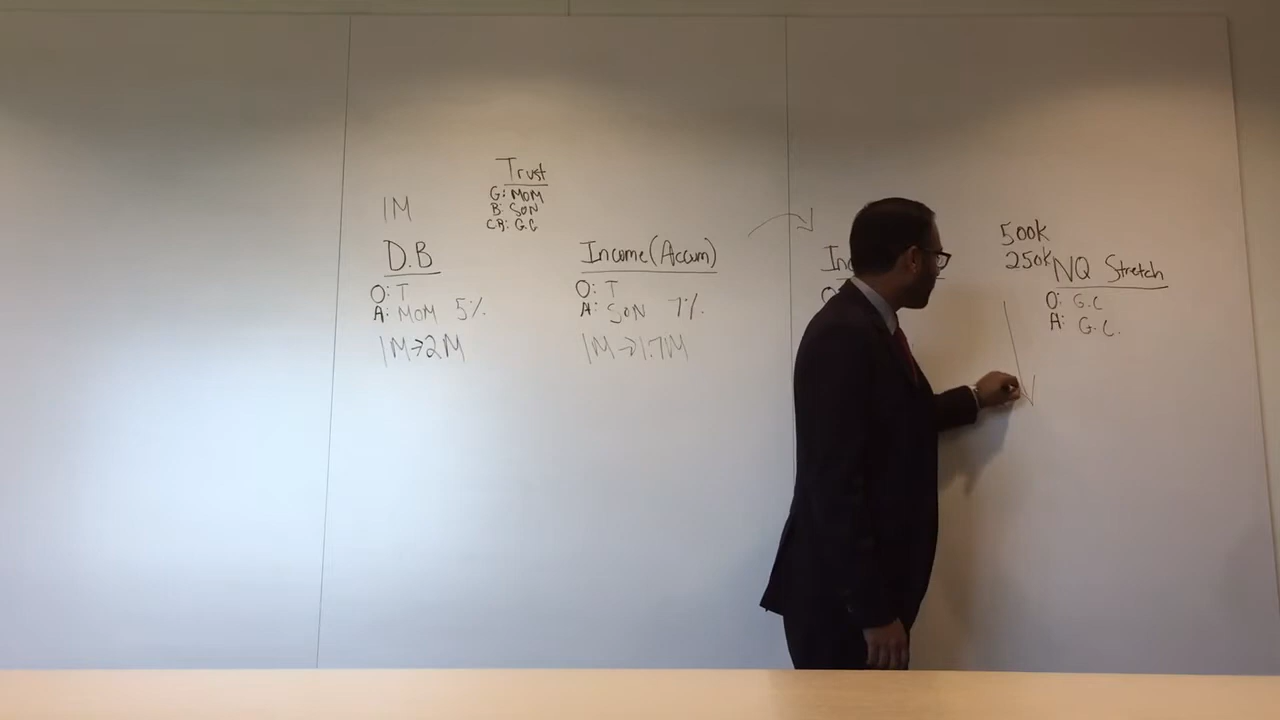 Trust
G: MOM
B: SON
CB: G.C
1M
D.B
O: T
A: MOM 5%
1M→2M
Income(Accum)
O: T
A: SON 7%
1M→1.7M
500k
250k
NQ Stretch
O: G.C
A: G.C.